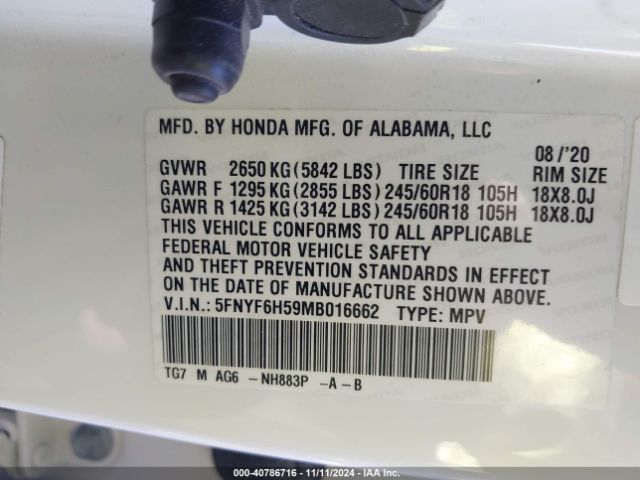 MFD. BY HONDA MFG. OF ALABAMA, LLC
08/'20
GVWR 2650 KG (5842 LBS) TIRE SIZE RIM SIZE
GAWR F 1295 KG (2855 LBS) 245/60R18 105H 18X8.0J
GAWR R 1425 KG (3142 LBS) 245/60R18 105H 18X8.0J
THIS VEHICLE CONFORMS TO ALL APPLICABLE
FEDERAL MOTOR VEHICLE SAFETY
AND THEFT PREVENTION STANDARDS IN EFFECT
ON THE DATE OF MANUFACTURE SHOWN ABOVE.
V.I.N.: 5FNYF6H59MB016662 TYPE: MPV
TG7 M AG6 -NH883P -A-B
© 40786716 - 11/11/2024 - IAA Inc.